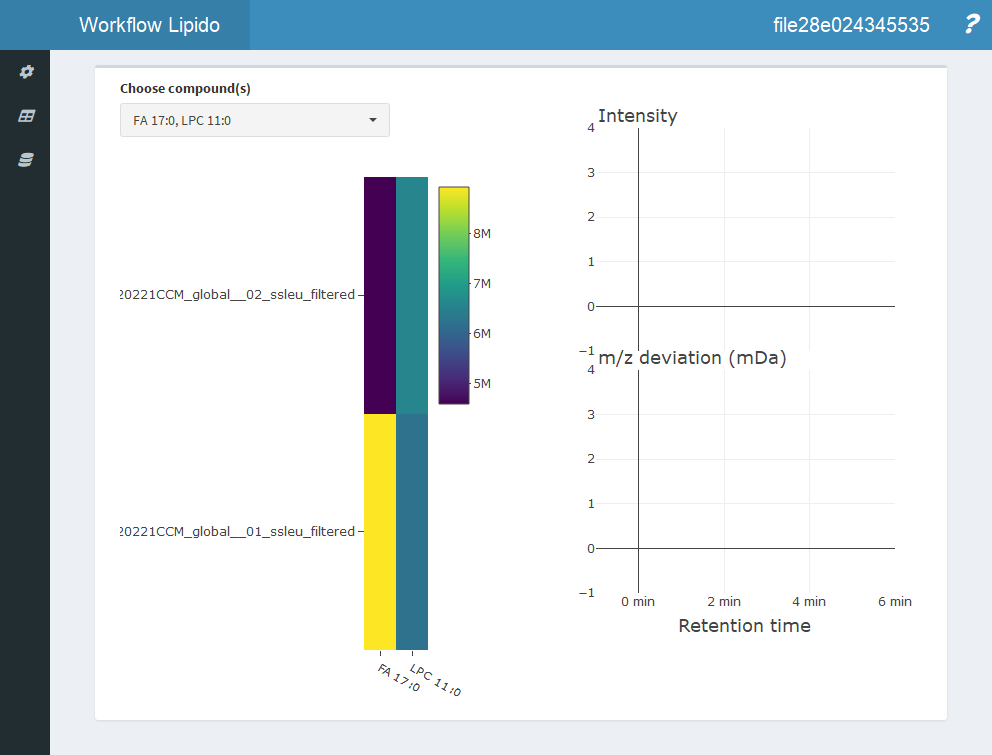 Workflow Lipido
file28e024345535
?
Choose compound(s)
FA 17:0, LPC 11:0
20221CCM_global__02_ssleu_filtered
20221CCM_global__01_ssleu_filtered
FA 17:0
LPC 11:0
8M
7M
6M
5M
Intensity
4
3
2
1
0
−1
m/z deviation (mDa)
4
3
2
1
0
−1
0 min 2 min 4 min 6 min
Retention time